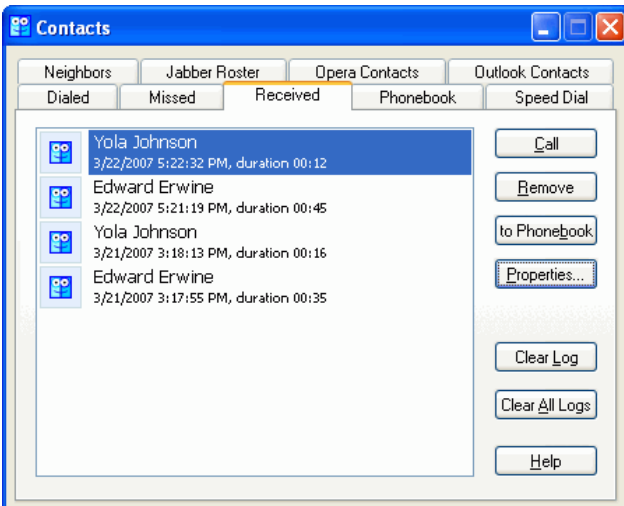 Contacts
Neighbors Jabber Roster Opera Contacts Outlook Contacts
Dialed Missed Received Phonebook Speed Dial
Yola Johnson
3/22/2007 5:22:32 PM, duration 00:12
Edward Erwine
3/22/2007 5:21:19 PM, duration 00:45
Yola Johnson
3/21/2007 3:18:13 PM, duration 00:16
Edward Erwine
3/21/2007 3:17:55 PM, duration 00:35
Call
Remove
to Phonebook
Properties...
Clear Log
Clear All Logs
Help